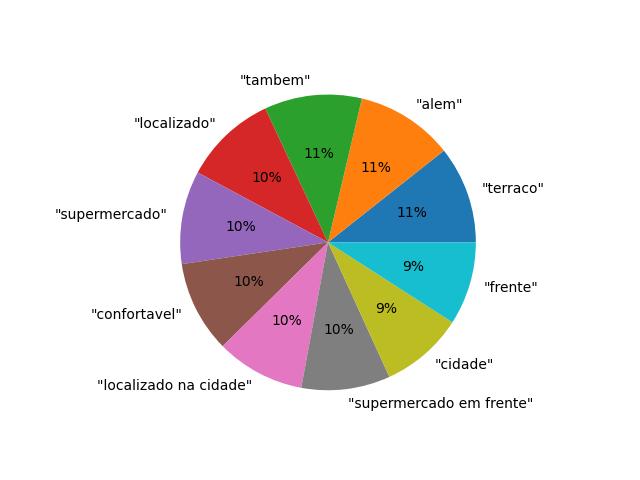 "tambem"
"alem"
"localizado"
11%
11%
10%
"terraco"
11%
"supermercado"
10%
9%
10%
"frente"
9%
"confortavel"
10%
10%
"cidade"
"localizado na cidade"
"supermercado em frente"